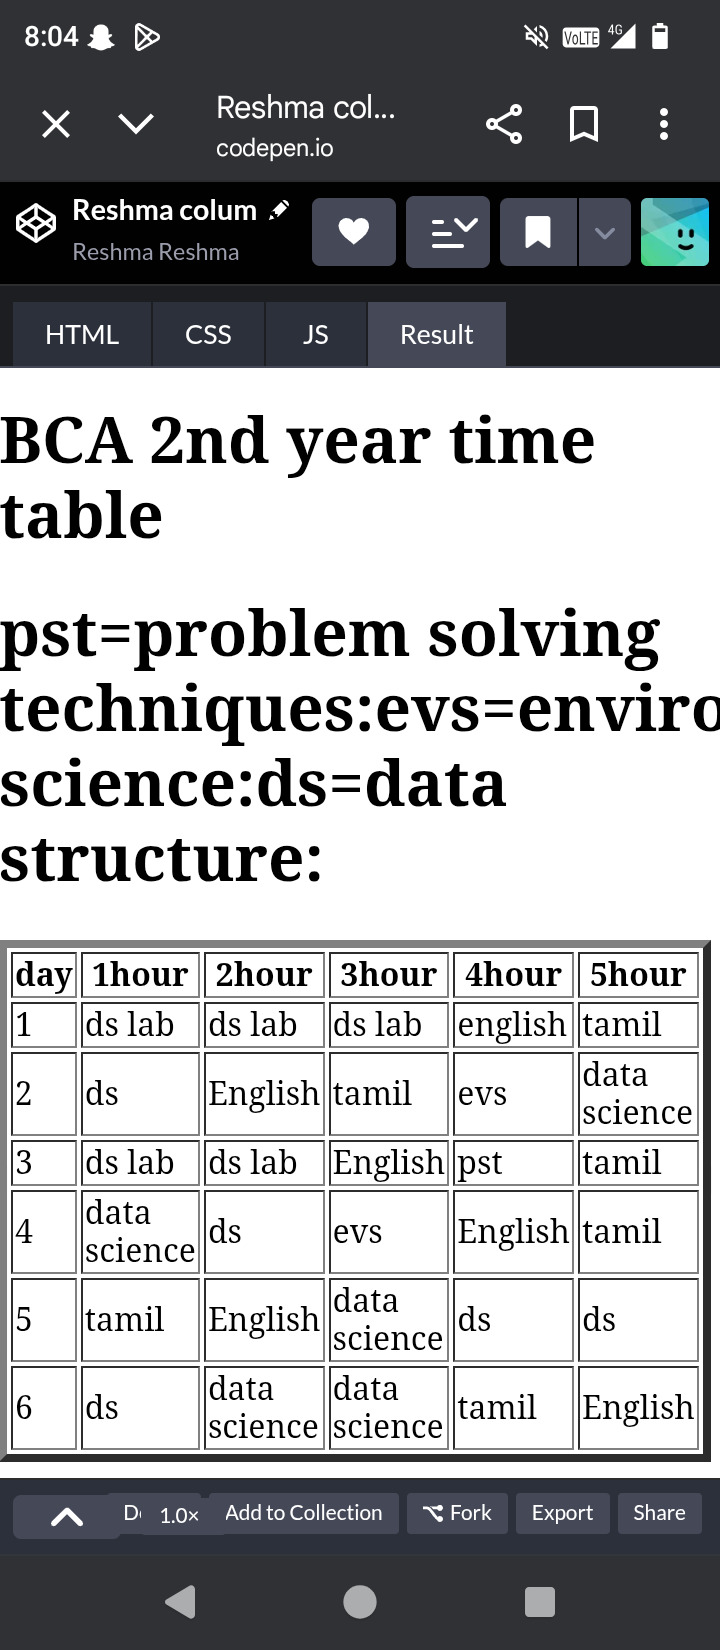 8:04 VoLTE 4G
Reshma col...
codepen.io
Reshma colum
Reshma Reshma
HTML CSS JS Result
BCA 2nd year time
table
pst=problem solving
techniques:evs=enviro
science:ds=data
structure:
day 1hour 2hour 3hour 4hour 5hour
1 ds lab ds lab ds lab english tamil
2 ds English tamil evs data science
3 ds lab ds lab English pst tamil
4 data science ds evs English tamil
5 tamil English data science ds ds
6 ds data science data science tamil English
1.0× Add to Collection Fork Export Share